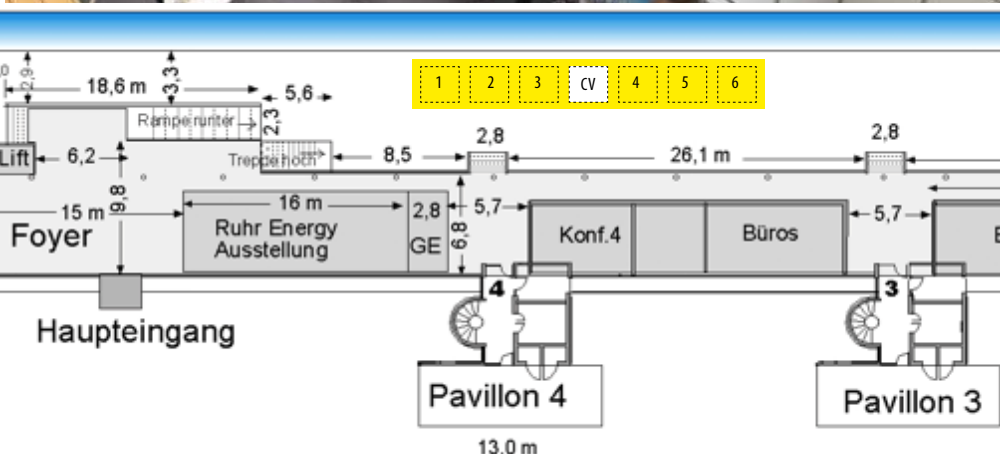 1 2 3 CV 4 5 6
2,9
18,6 m
3,3
5,6
Rampe runter
2,3
Treppe hoch
2,8
2,8
Lift
6,2
8,5
26,1 m
9,8
15 m
16 m
2,8
5,7
5,7
6,8
Foyer
Ruhr Energy
Ausstellung
GE
Konf.4
Büros
4
3
Haupteingang
Pavillon 4
Pavillon 3
13,0 m